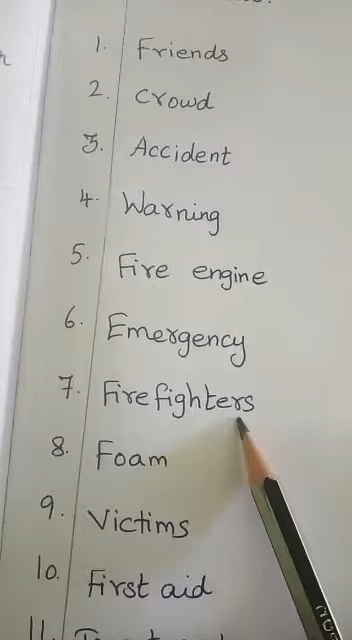 1. Friends
2. Crowd
3. Accident
4. Warning
5. Fire engine
6. Emergency
7. Firefighters
8. Foam
9. Victims
10. First aid
11.